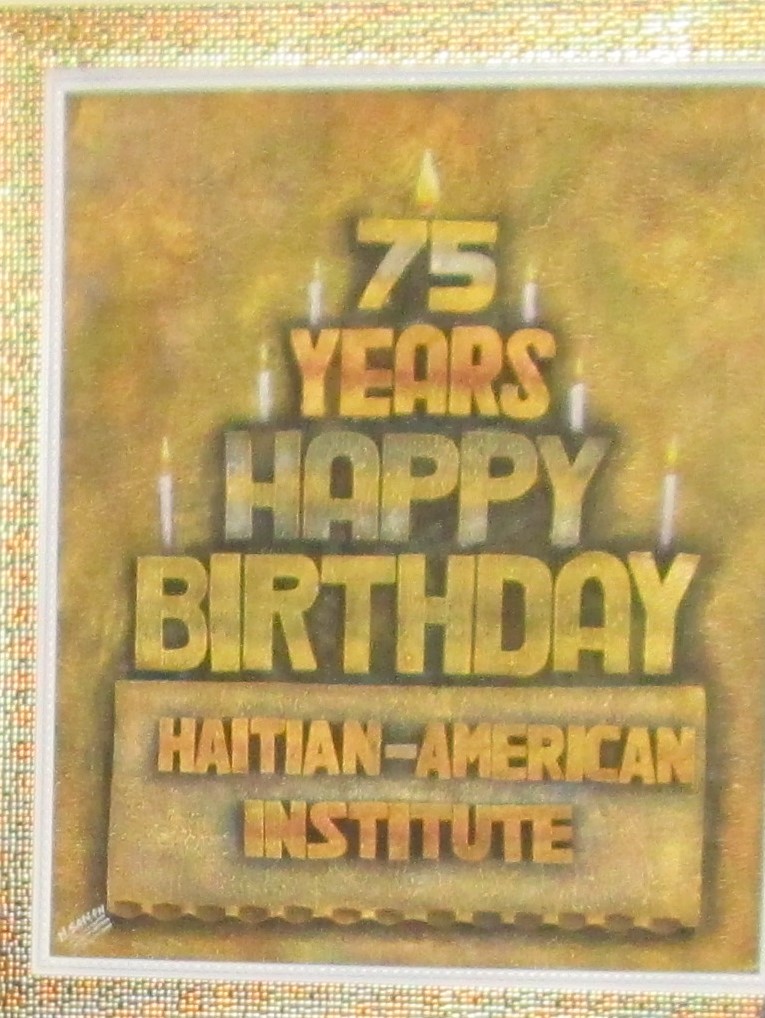 75
YEARS
HAPPY
BIRTHDAY
HAITIAN-AMERICAN
INSTITUTE